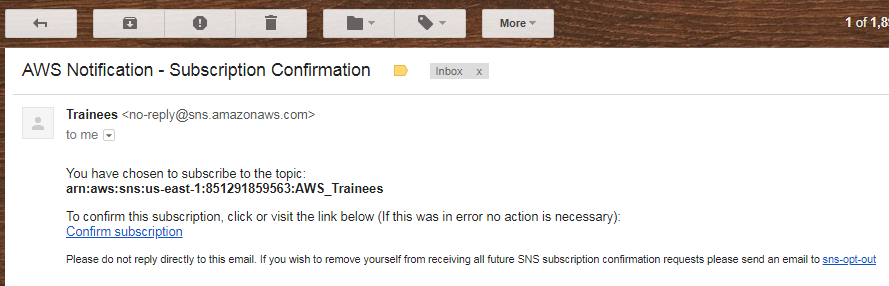 More
1 of 1,8
AWS Notification - Subscription Confirmation
Inbox x
Trainees <no-reply@sns.amazonaws.com>
to me
You have chosen to subscribe to the topic:
arn:aws:sns:us-east-1:851291859563:AWS_Trainees
To confirm this subscription, click or visit the link below (If this was in error no action is necessary):
Confirm subscription
Please do not reply directly to this email. If you wish to remove yourself from receiving all future SNS subscription confirmation requests please send an email to sns-opt-out